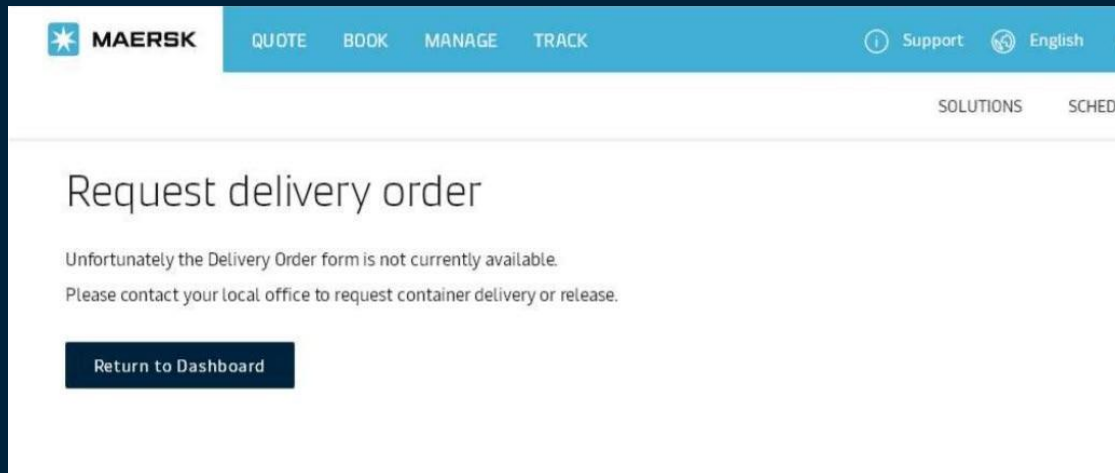 MAERSK QUOTE BOOK MANAGE TRACK Support English
SOLUTIONS SCHED
Request delivery order
Unfortunately the Delivery Order form is not currently available.
Please contact your local office to request container delivery or release.
Return to Dashboard